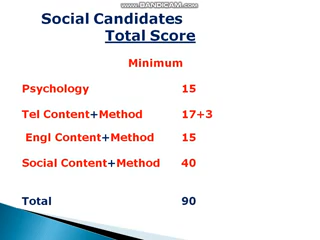 www.BANDICAM.com
Social Candidates
Total Score
Minimum
Psychology 15
Tel Content+Method 17+3
Engl Content+Method 15
Social Content+Method 40
Total 90